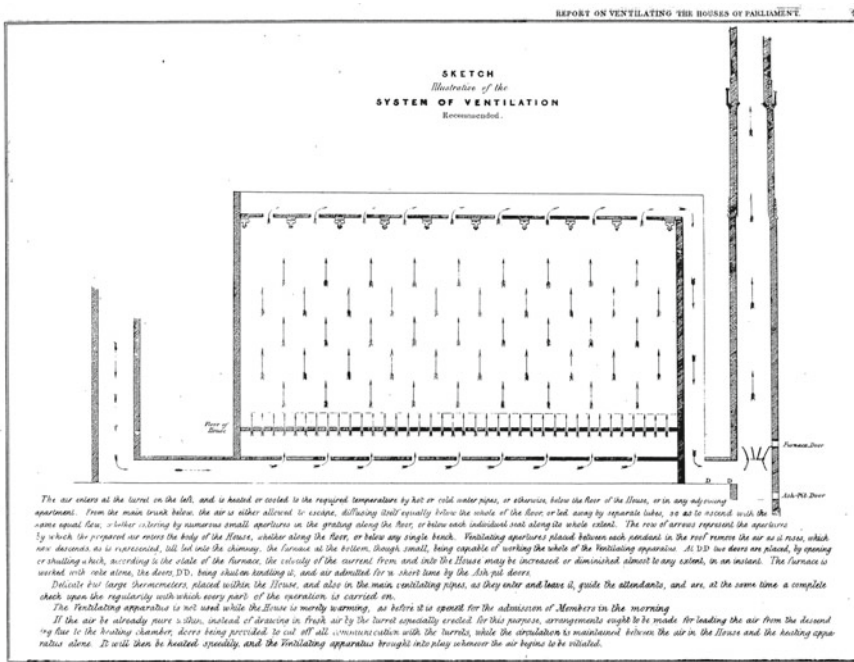 REPORT ON VENTILATING THE HOUSES OF PARLIAMENT.
SKETCH
Illustrative of the
SYSTEM OF VENTILATION
Recommended.
Floor of
House
Furnace Door
D D
Ash-Pit Door
The air enters at the turret on the left, and is heated or cooled to the required temperature by hot or cold water pipes, or otherwise, below the floor of the House, or in any adjoining
apartment. From the main trunk below, the air is either allowed to escape, diffusing itself equally below the whole of the floor, or led away by separate tubes, so as to ascend with the
same equal flow, whether entering by numerous small apertures in the grating along the floor, or below each individual seat along its whole extent. The row of arrows represent the apertures
by which the prepared air enters the body of the House, whether along the floor, or below any single bench. Ventilating apertures placed between each pendant in the roof remove the air as it rises, which
now descends, as is represented, till led into the chimney, the furnace at the bottom, though small, being capable of working the whole of the Ventilating apparatus. At DD two doors are placed, by opening
or shutting which, according to the state of the Furnace, the velocity of the current from and into the House may be increased or diminished almost to any extent, in an instant. The furnace is
worked with coke alone, the doors, DD, being shut on kindling it, and air admitted for a short time by the Ash pit doors.
Delicate but large thermometers, placed within the House, and also in the main ventilating pipes, as they enter and leave it, guide the attendants, and are, at the same time a complete
check upon the regularity with which every part of the operation is carried on.
The Ventilating apparatus is not used while the House is merely warming, as before it is opened for the admission of Members in the morning
If the air be already pure within, instead of drawing in fresh air by the turret especially erected for this purpose, arrangements ought to be made for leading the air from the descend
ing flue to the heating chamber, doors being provided to cut off all communication with the turrets, while the circulation is maintained between the air in the House and the heating appa-
ratus alone. It will then be heated speedily, and the Ventilating apparatus brought into play whenever the air begins to be vitiated.